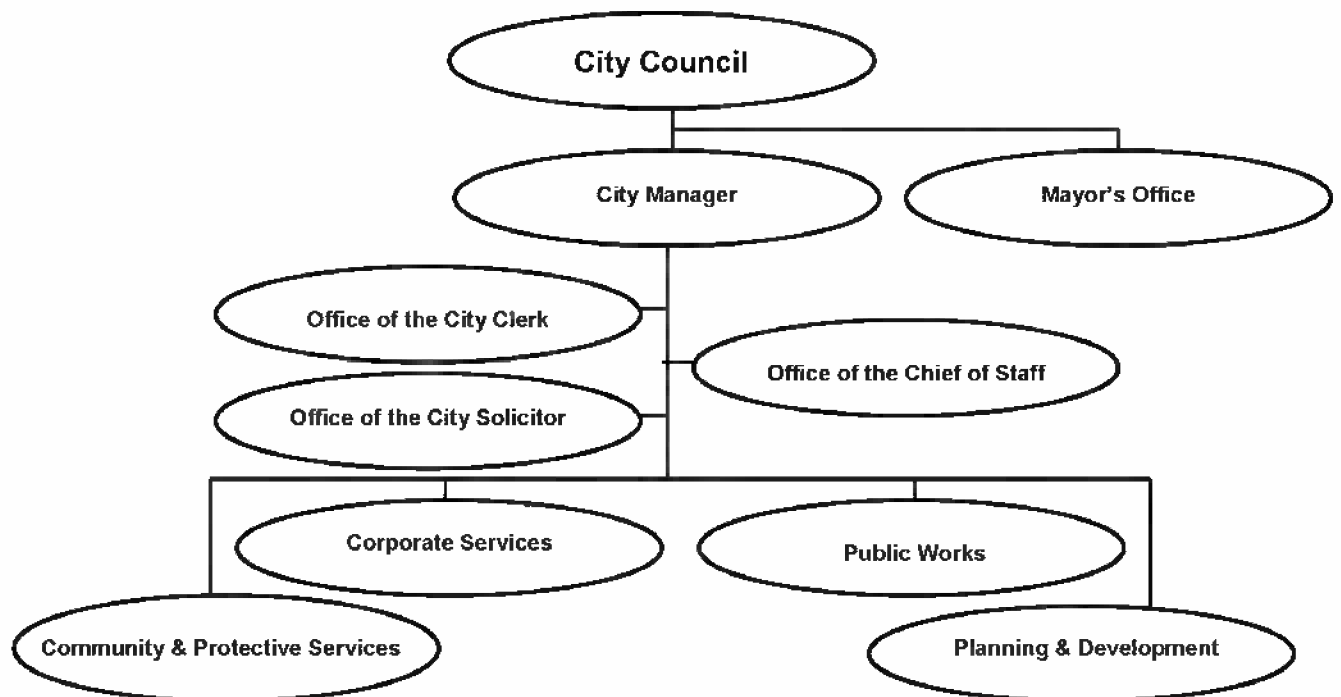 City Council
City Manager
Mayor's Office
Office of the City Clerk
Office of the Chief of Staff
Office of the City Solicitor
Corporate Services
Public Works
Community & Protective Services
Planning & Development